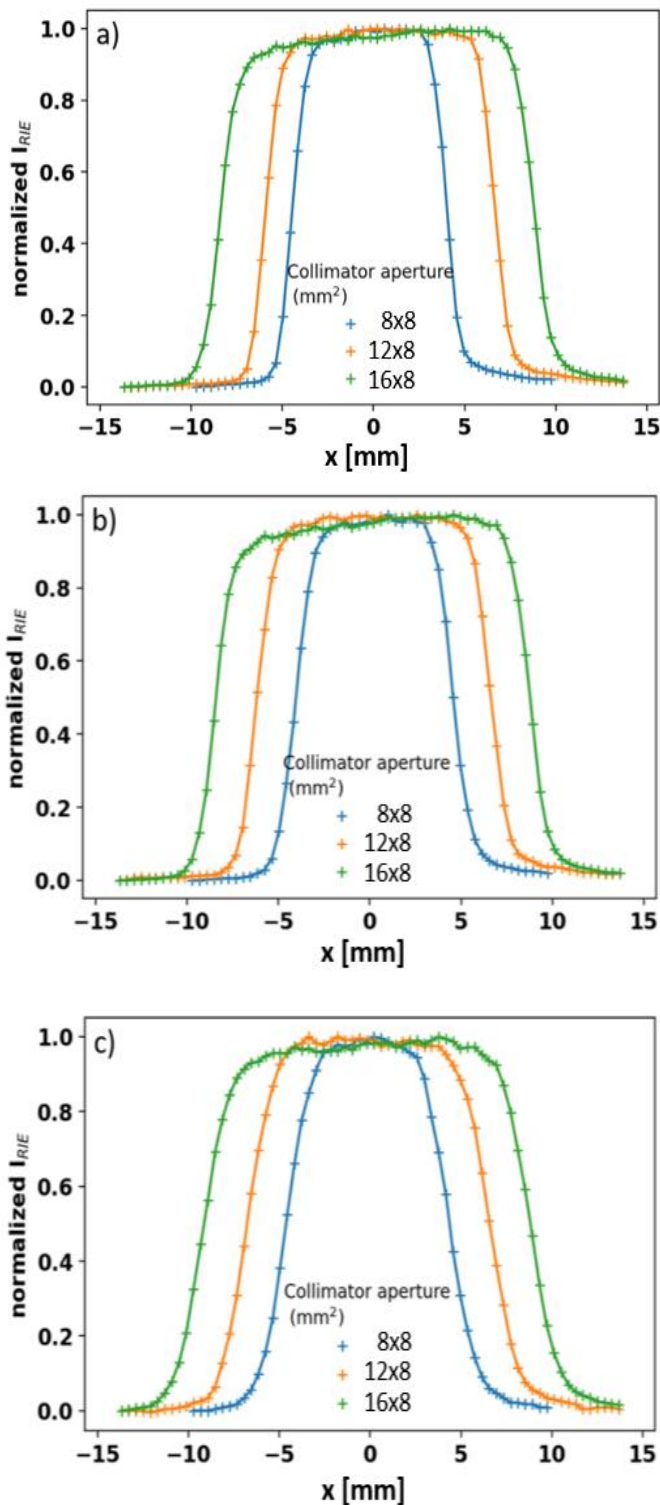 a)
1.0
0.8
0.6
0.4
0.2
0.0
normalized I_RIE
Collimator aperture
(mm²)
8x8
12x8
16x8
−15 −10 −5 0 5 10 15
x [mm]
b)
1.0
0.8
0.6
0.4
0.2
0.0
normalized I_RIE
Collimator aperture
(mm²)
8x8
12x8
16x8
−15 −10 −5 0 5 10 15
x [mm]
c)
1.0
0.8
0.6
0.4
0.2
0.0
normalized I_RIE
Collimator aperture
(mm²)
8x8
12x8
16x8
−15 −10 −5 0 5 10 15
x [mm]